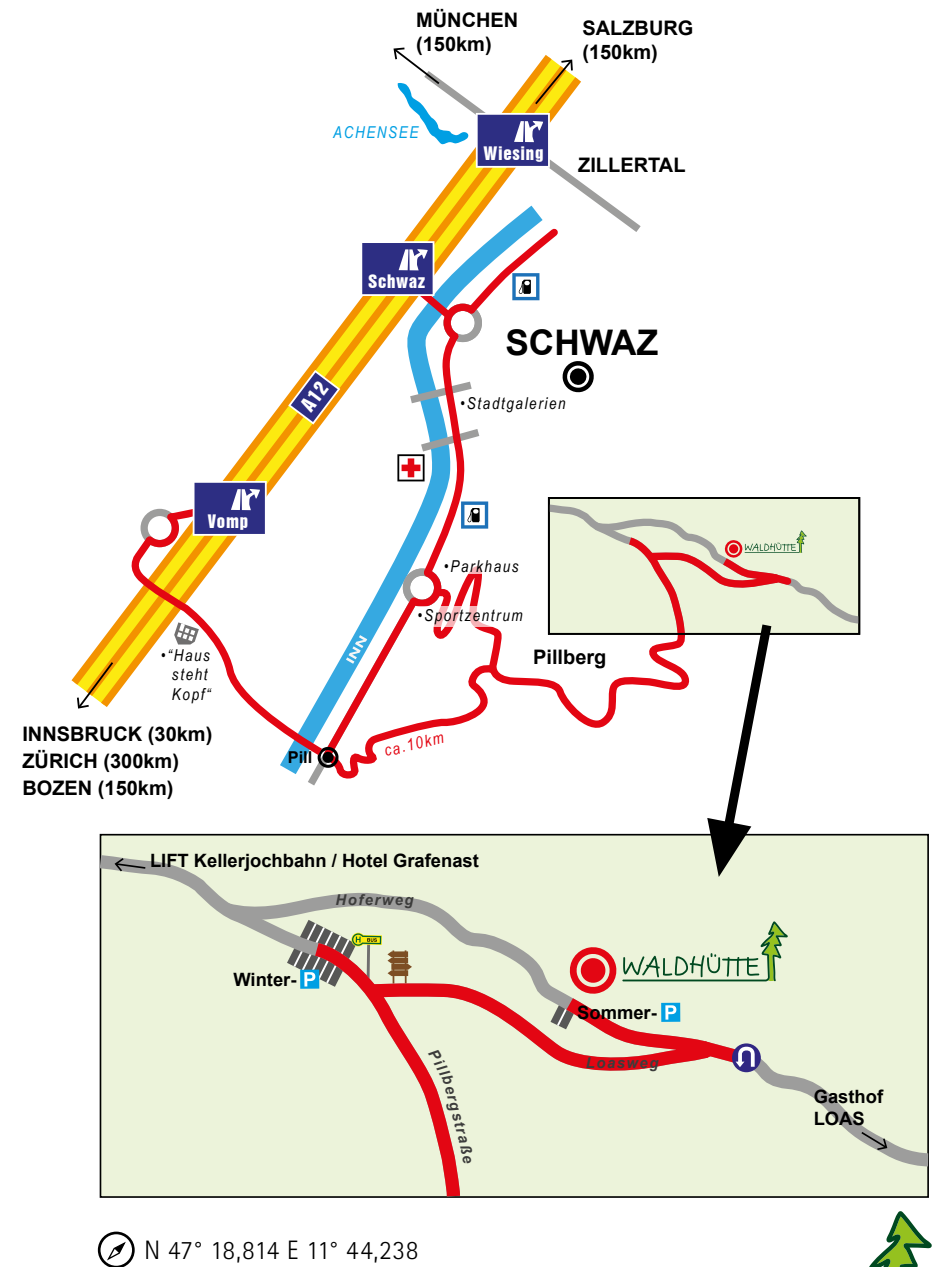 MÜNCHEN
(150km)
SALZBURG
(150km)
ACHENSEE
Wiesing
ZILLERTAL
Schwaz
SCHWAZ
A12
•Stadtgalerien
Vomp
WALDHÜTTE
•Parkhaus
•Sportzentrum
INN
•"Haus
steht
Kopf"
Pillberg
INNSBRUCK (30km)
ZÜRICH (300km)
BOZEN (150km)
Pill
ca.10km
LIFT Kellerjochbahn / Hotel Grafenast
Hoferweg
H BUS
WALDHÜTTE
Winter- P
Sommer- P
Loasweg
Pillbergstraße
Gasthof
LOAS
N 47° 18,814 E 11° 44,238